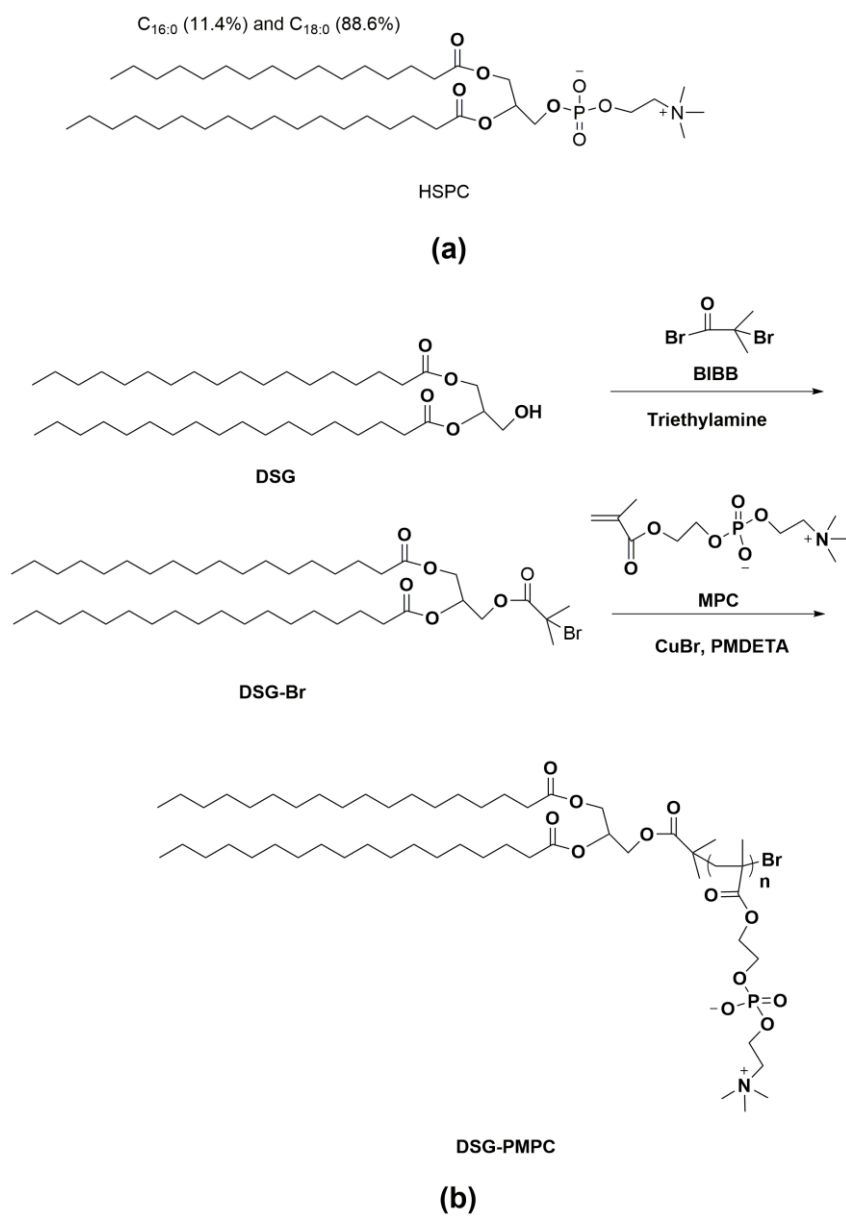 C16:0 (11.4%) and C18:0 (88.6%)
O
O
O
O
O−
O
P
O
O
N+
HSPC
(a)
O
Br
Br
BIBB
Triethylamine
O
O
O
O
OH
DSG
O
O
O
O
O
O
Br
DSG-Br
O
O
O
O
P
O
O−
N+
MPC
CuBr, PMDETA
O
O
O
O
O
O
Br
n
O
O
O
−O
P
O
O
N+
DSG-PMPC
(b)